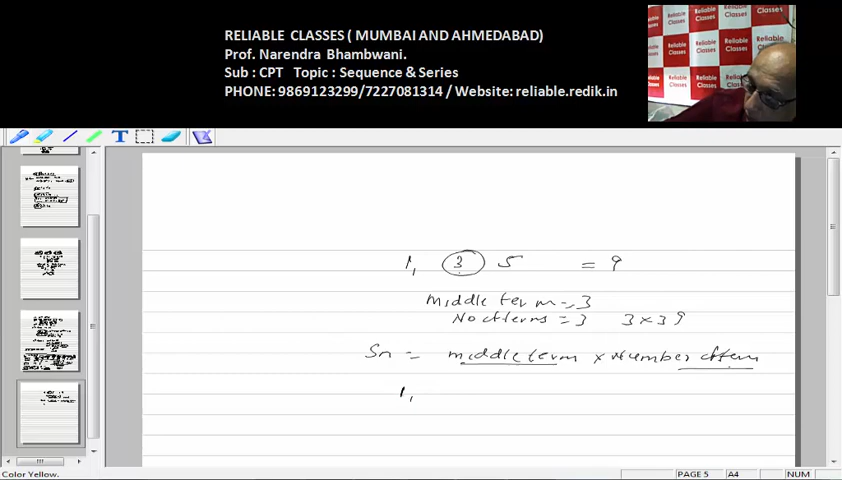 RELIABLE CLASSES ( MUMBAI AND AHMEDABAD)
Prof. Narendra Bhambwani.
Sub : CPT Topic : Sequence & Series
PHONE: 9869123299/7227081314 / Website: reliable.redik.in
Reliable Classes
T
1, 3 5 = 9
Middle term = 3
No of terms = 3 3 x 3 9
Sn = middle term x Number of term
1,
Color Yellow.
PAGE 5 A4 NUM